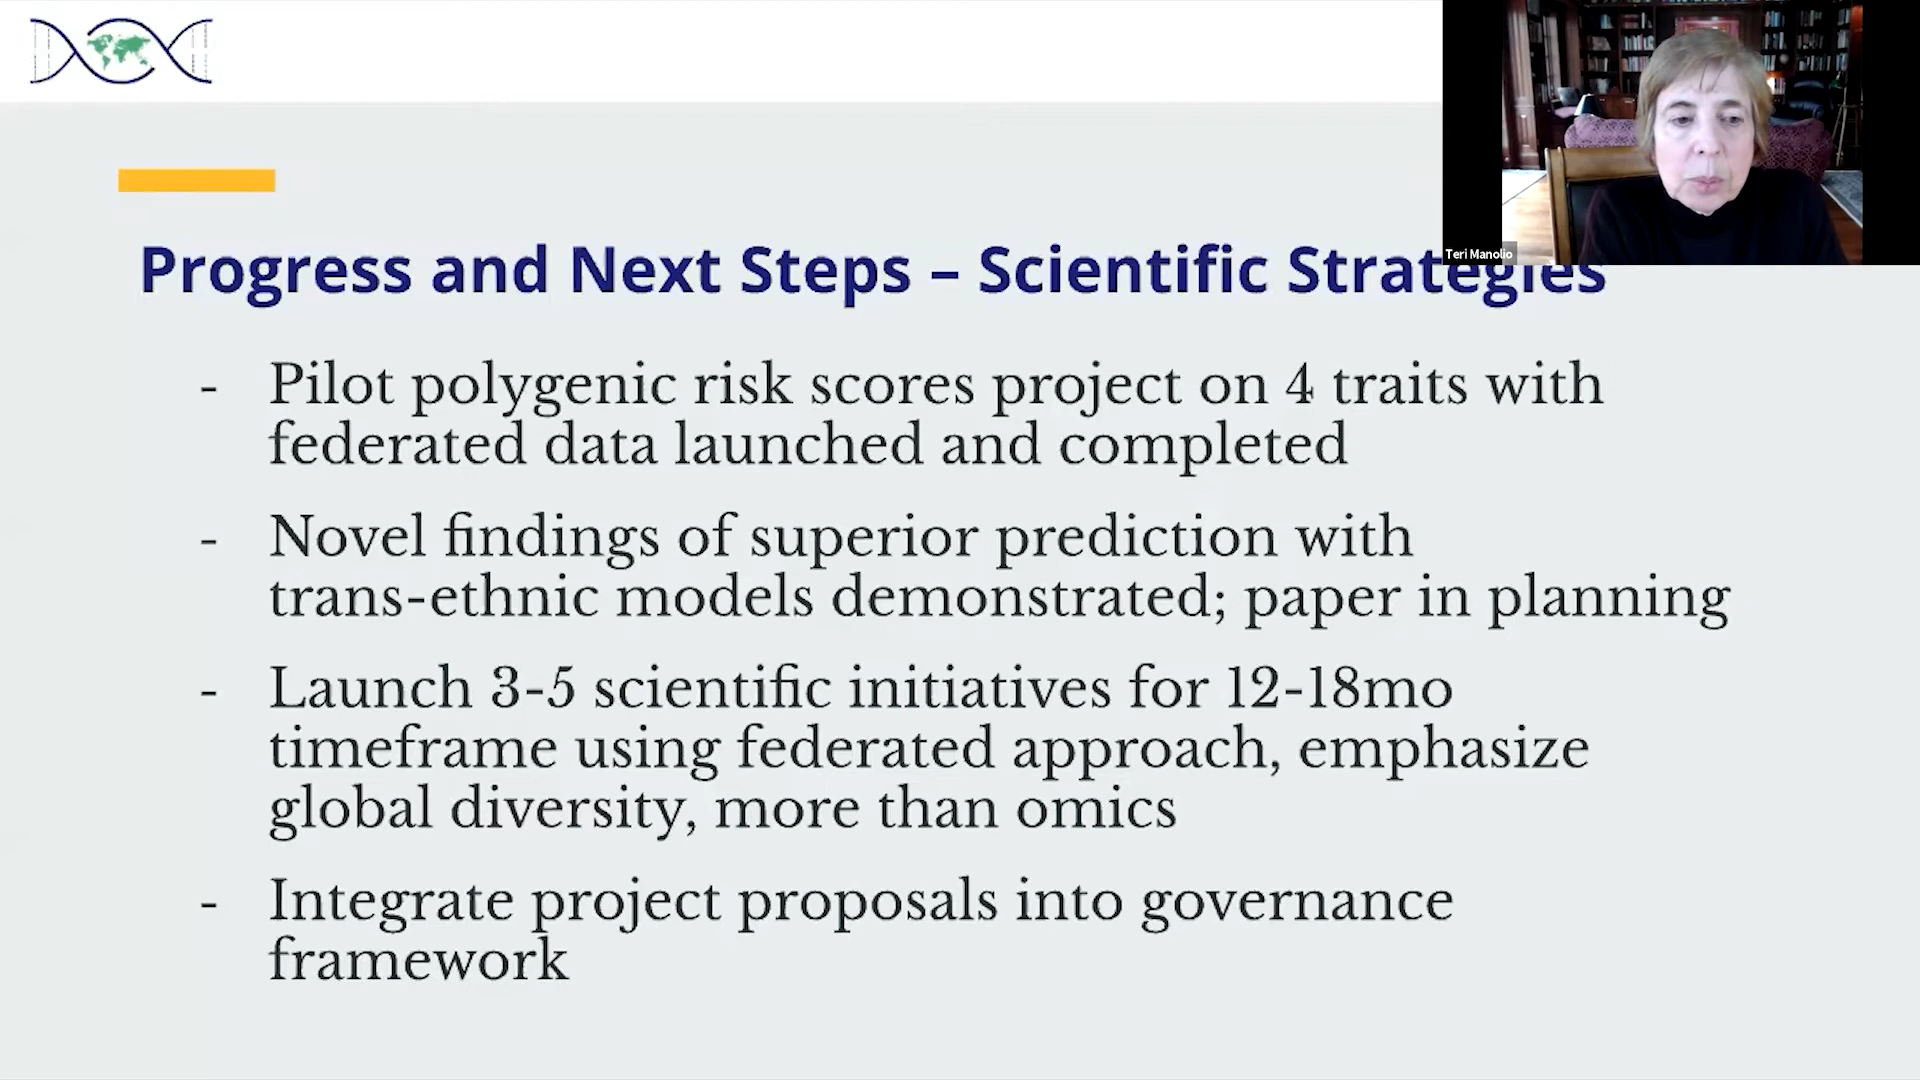 Teri Manolio
Progress and Next Steps – Scientific Strategies
- Pilot polygenic risk scores project on 4 traits with
federated data launched and completed
- Novel findings of superior prediction with
trans-ethnic models demonstrated; paper in planning
- Launch 3-5 scientific initiatives for 12-18mo
timeframe using federated approach, emphasize
global diversity, more than omics
- Integrate project proposals into governance
framework